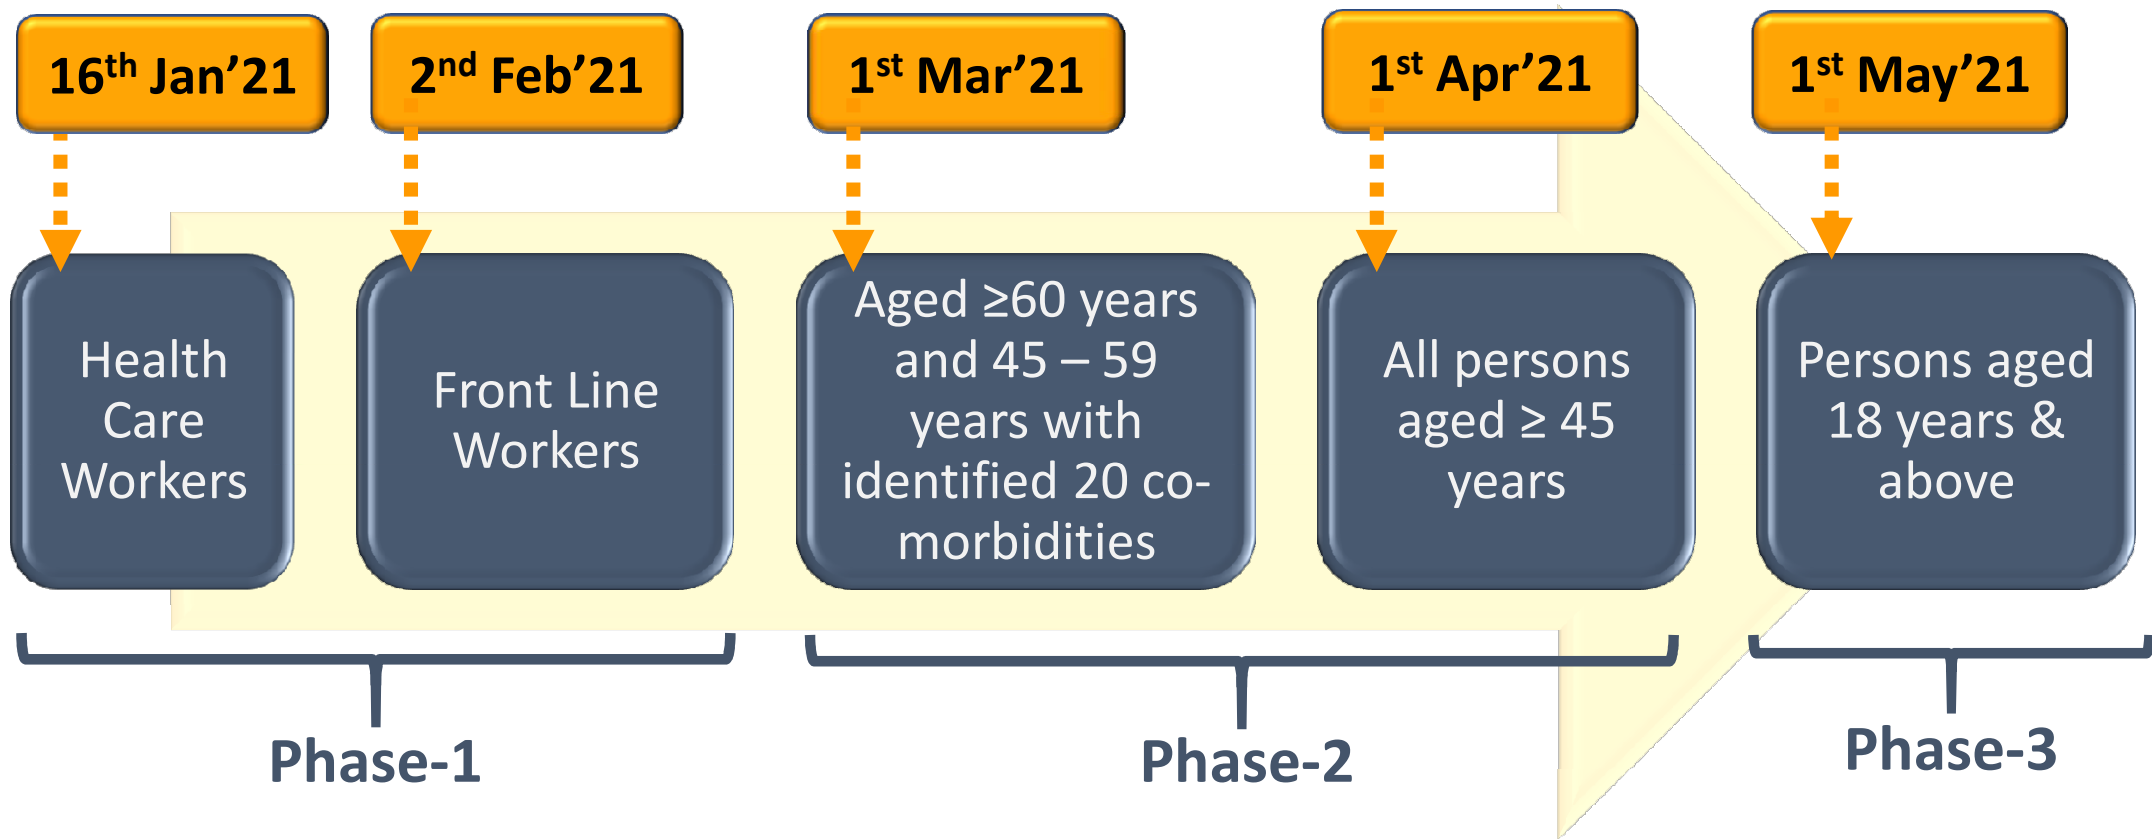 16th Jan’21
2nd Feb’21
1st Mar’21
1st Apr’21
1st May’21
Health
Care
Workers
Front Line
Workers
Aged ≥60 years
and 45 – 59
years with
identified 20 co-
morbidities
All persons
aged ≥ 45
years
Persons aged
18 years &
above
Phase-1
Phase-2
Phase-3